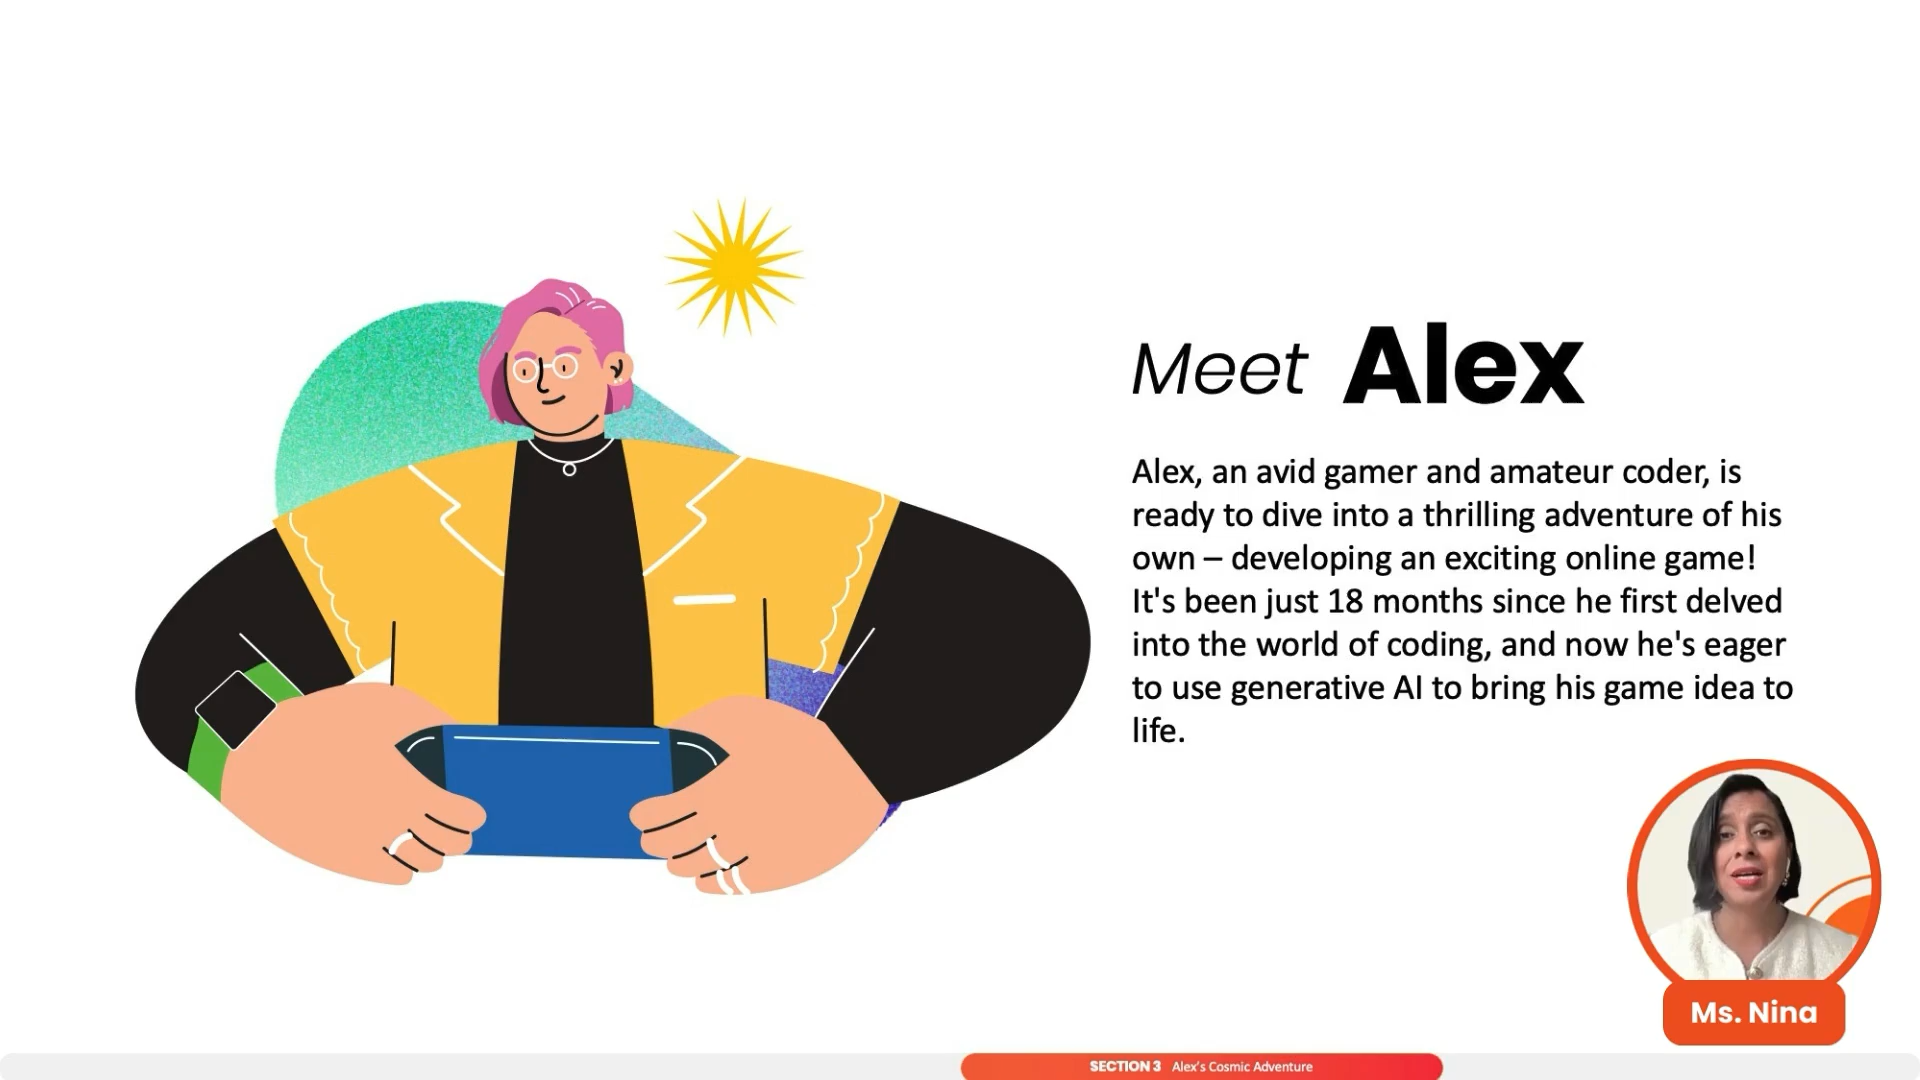 Meet Alex
Alex, an avid gamer and amateur coder, is
ready to dive into a thrilling adventure of his
own – developing an exciting online game!
It's been just 18 months since he first delved
into the world of coding, and now he's eager
to use generative AI to bring his game idea to
life.
Ms. Nina
SECTION 3 Alex's Cosmic Adventure